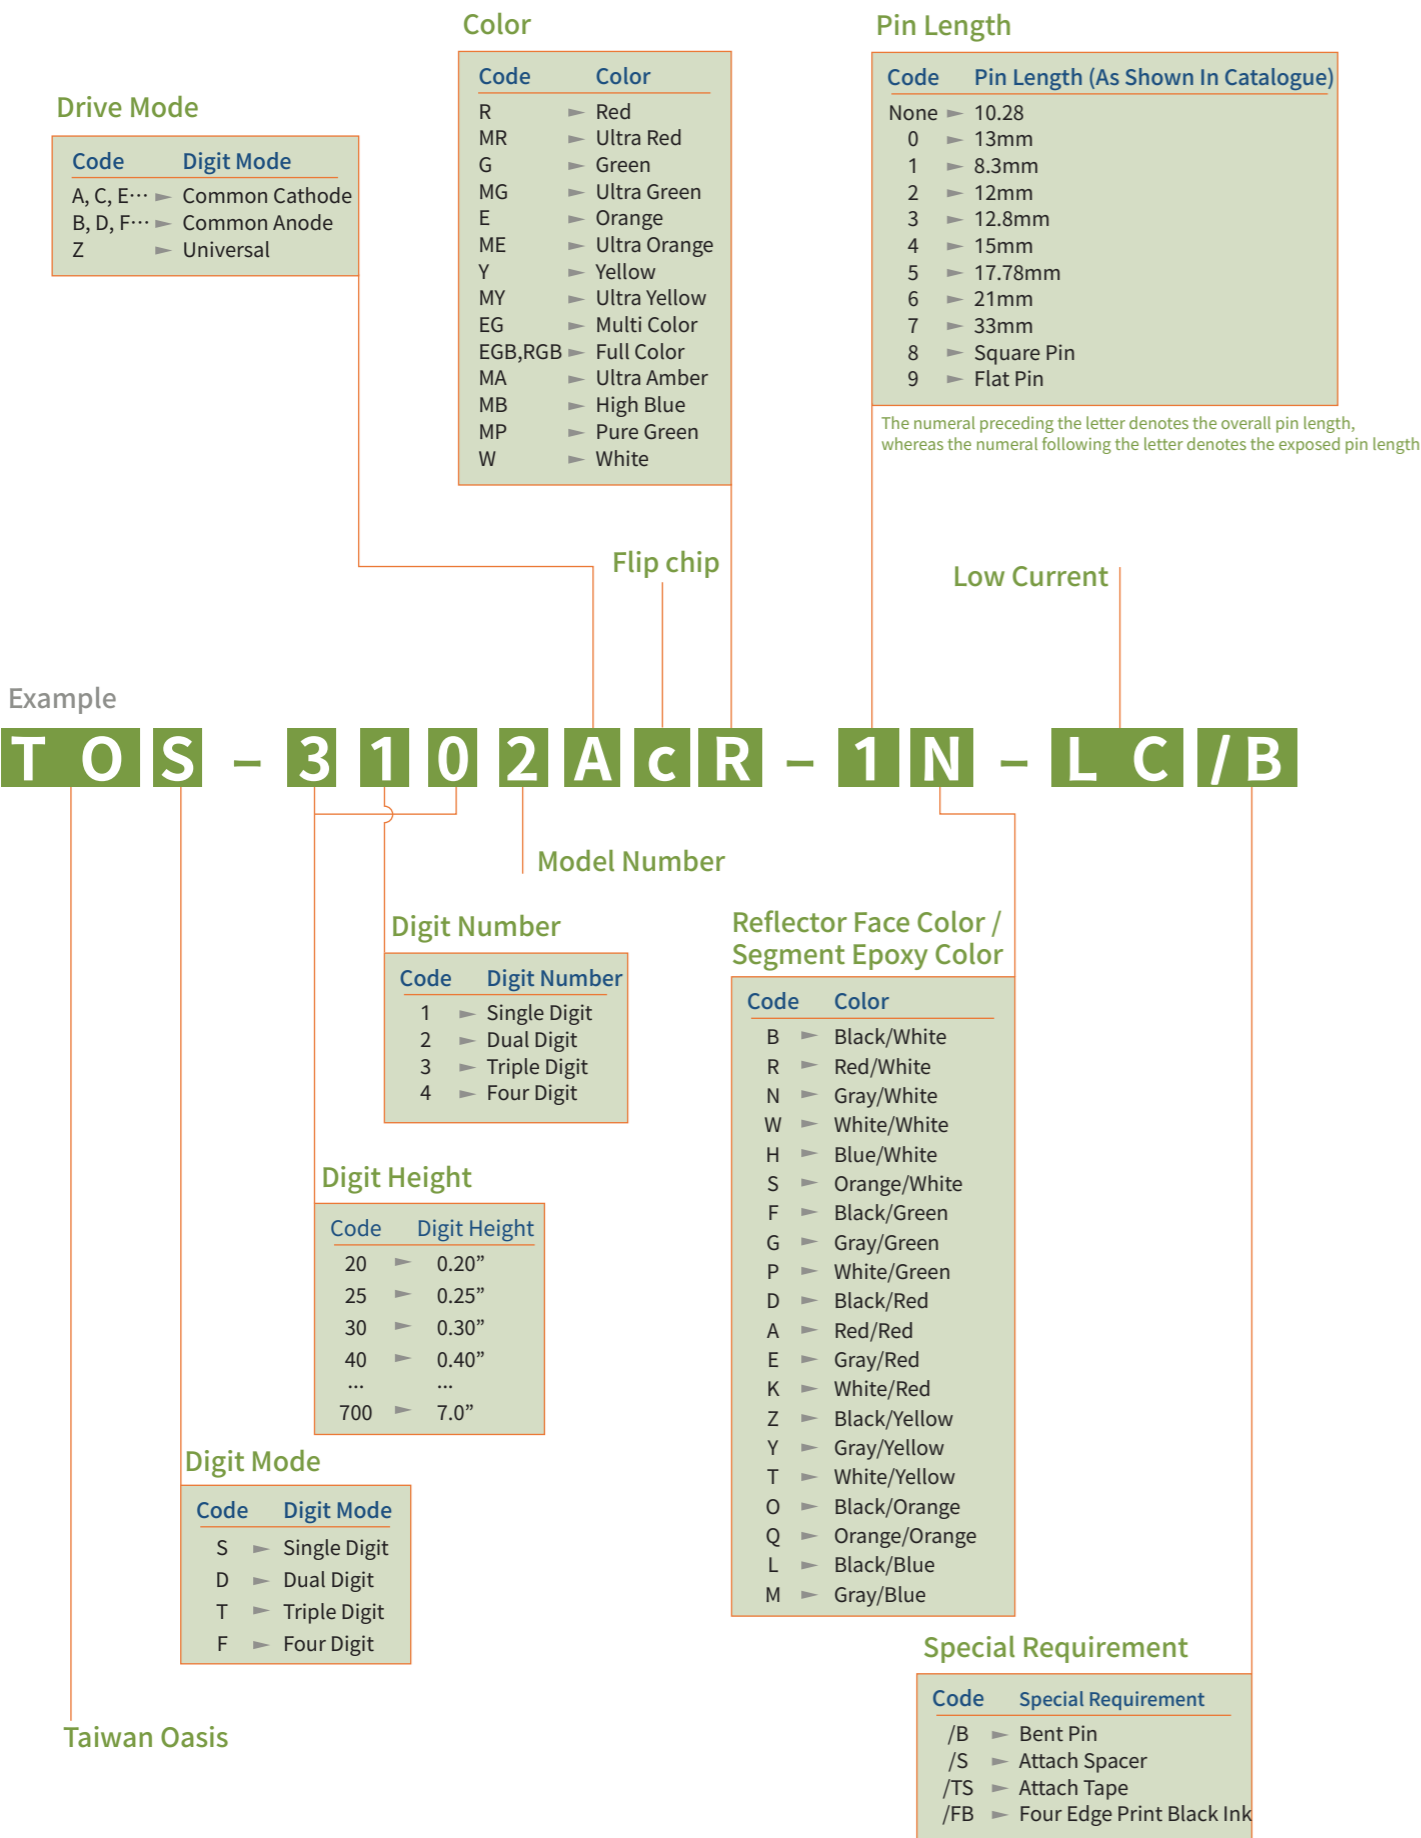 Color
Code Color
R Red
MR Ultra Red
G Green
MG Ultra Green
E Orange
ME Ultra Orange
Y Yellow
MY Ultra Yellow
EG Multi Color
EGB,RGB Full Color
MA Ultra Amber
MB High Blue
MP Pure Green
W White
Pin Length
Code Pin Length (As Shown In Catalogue)
None 10.28
0 13mm
1 8.3mm
2 12mm
3 12.8mm
4 15mm
5 17.78mm
6 21mm
7 33mm
8 Square Pin
9 Flat Pin
The numeral preceding the letter denotes the overall pin length,
whereas the numeral following the letter denotes the exposed pin length
Drive Mode
Code Digit Mode
A, C, E··· Common Cathode
B, D, F··· Common Anode
Z Universal
Flip chip
Low Current
Example
T O S – 3 1 0 2 A c R – 1 N – L C /B
Model Number
Digit Number
Code Digit Number
1 Single Digit
2 Dual Digit
3 Triple Digit
4 Four Digit
Reflector Face Color /
Segment Epoxy Color
Code Color
B Black/White
R Red/White
N Gray/White
W White/White
H Blue/White
S Orange/White
F Black/Green
G Gray/Green
P White/Green
D Black/Red
A Red/Red
E Gray/Red
K White/Red
Z Black/Yellow
Y Gray/Yellow
T White/Yellow
O Black/Orange
Q Orange/Orange
L Black/Blue
M Gray/Blue
Digit Height
Code Digit Height
20 0.20”
25 0.25”
30 0.30”
40 0.40”
... ...
700 7.0”
Digit Mode
Code Digit Mode
S Single Digit
D Dual Digit
T Triple Digit
F Four Digit
Special Requirement
Code Special Requirement
/B Bent Pin
/S Attach Spacer
/TS Attach Tape
/FB Four Edge Print Black Ink
Taiwan Oasis